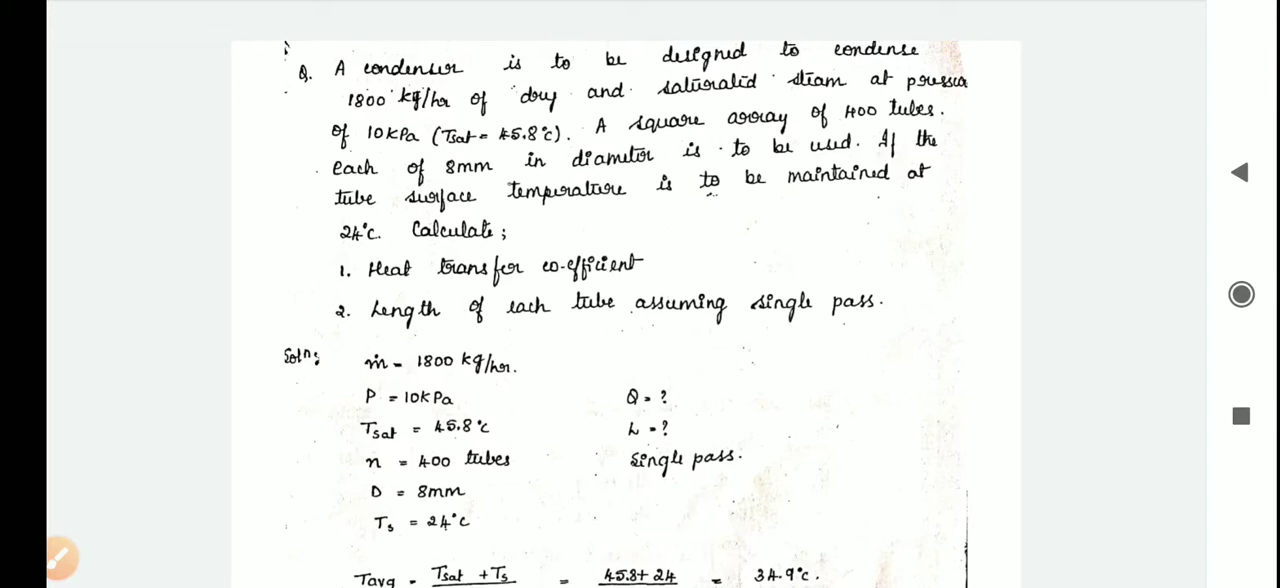 Q. A condenser is to be designed to condense
1800 kg/hr of dry and saturated steam at pressu
of 10kPa (Tsat = 45.8°c). A square array of 400 tubes.
each of 8mm in diameter is to be used. If the
tube surface temperature is to be maintained at
24°c. Calculate;
1. Heat transfer co-efficient
2. Length of each tube assuming single pass.
Soln:
ṁ = 1800 kg/hr.
P = 10kPa Q = ?
Tsat = 45.8°c L = ?
n = 400 tubes Single pass.
D = 8mm
Ts = 24°c
Tavg = Tsat + Ts = 45.8+24 = 34.9°c.